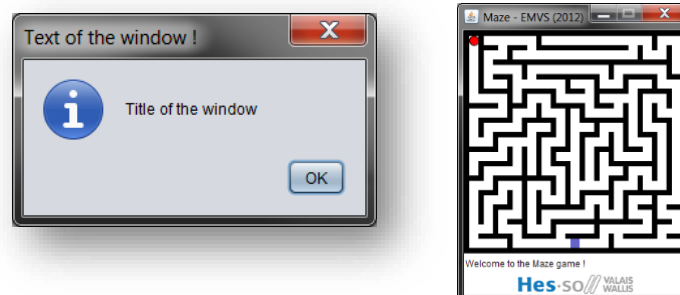 Text of the window !
Title of the window
OK
Maze - EMVS (2012)
Welcome to the Maze game !
Hes·so// VALAIS
WALLIS